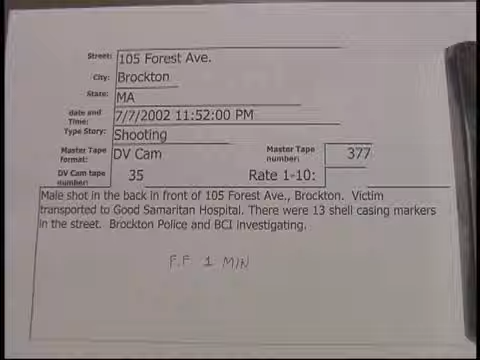 Street: 105 Forest Ave.
City: Brockton
State: MA
date and Time: 7/7/2002 11:52:00 PM
Type Story: Shooting
Master Tape format: DV Cam Master Tape number: 377
DV Cam tape number: 35 Rate 1-10:
Male shot in the back in front of 105 Forest Ave., Brockton. Victim
transported to Good Samaritan Hospital. There were 13 shell casing markers
in the street. Brockton Police and BCI investigating.
F.F 1 MIN